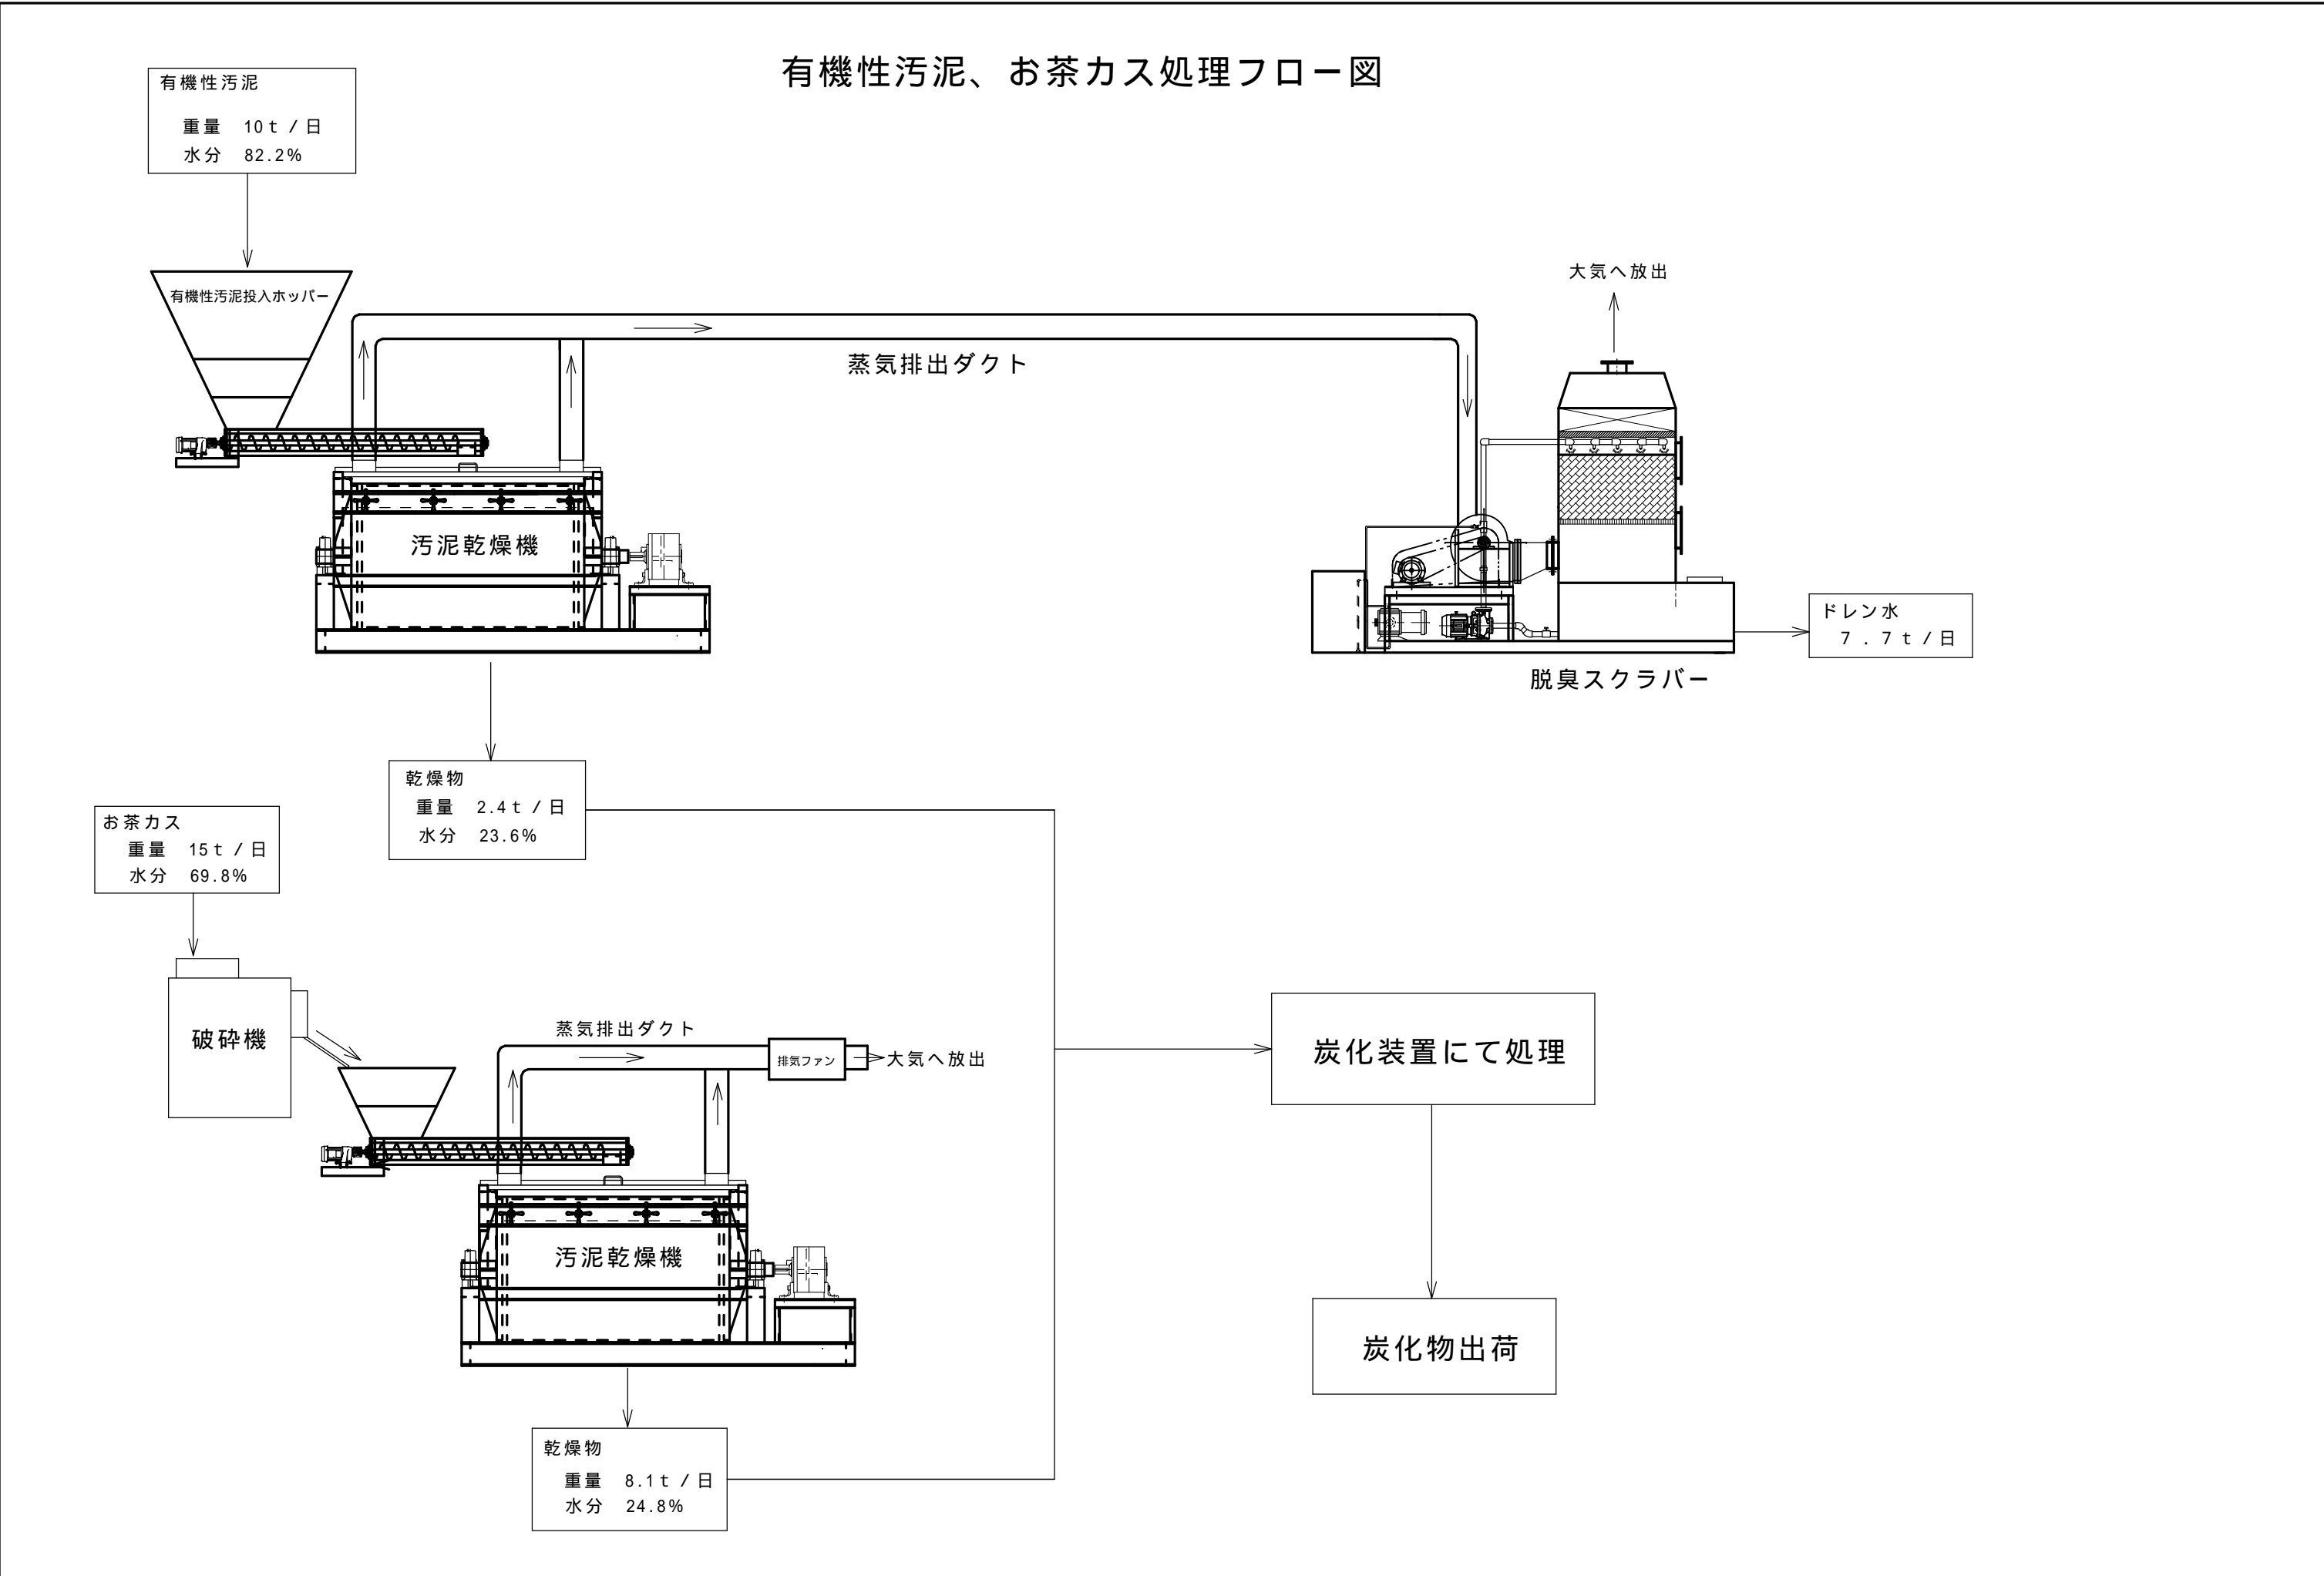 有機性汚泥、お茶カス処理フロー図
有機性汚泥
重量 10t/日
水分 82.2%
有機性汚泥投入ホッパー
大気へ放出
蒸気排出ダクト
汚泥乾燥機
ドレン水
7.7t/日
脱臭スクラバー
乾燥物
重量 2.4t/日
水分 23.6%
お茶カス
重量 15t/日
水分 69.8%
破砕機
蒸気排出ダクト
排気ファン
大気へ放出
炭化装置にて処理
汚泥乾燥機
炭化物出荷
乾燥物
重量 8.1t/日
水分 24.8%